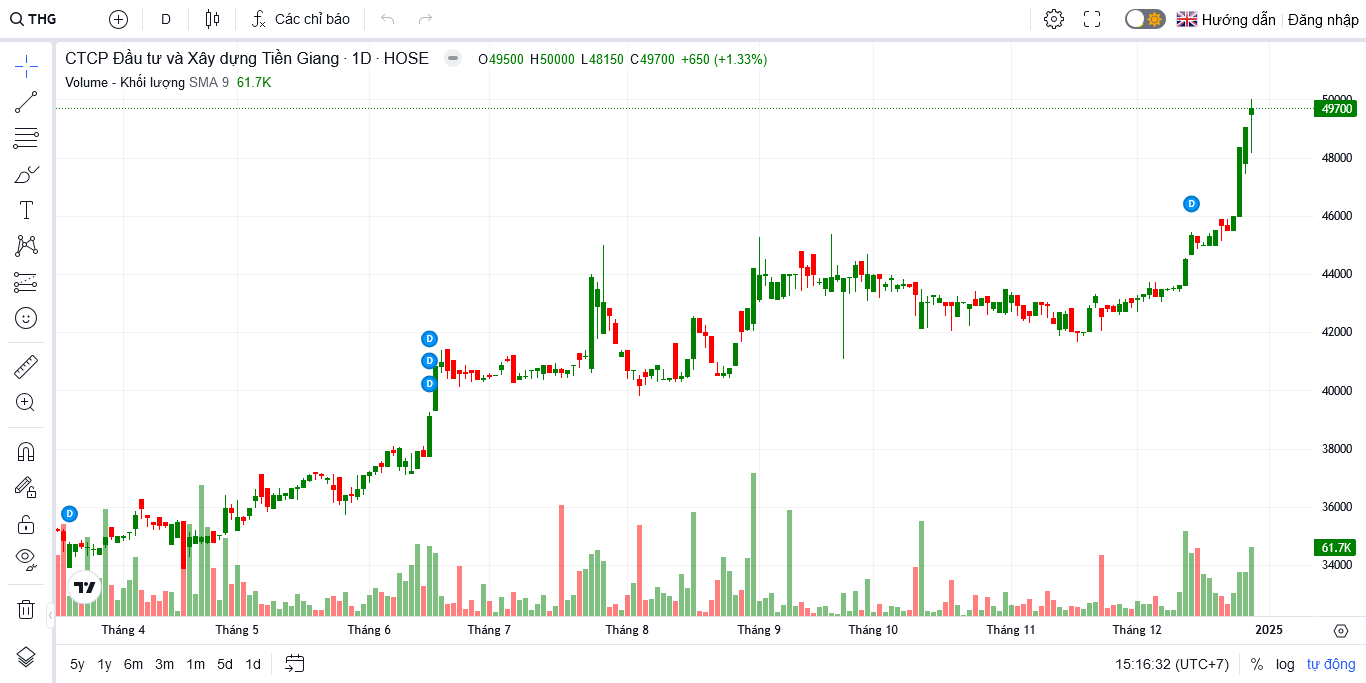 THG D Các chỉ báo Hướng dẫn Đăng nhập
CTCP Đầu tư và Xây dựng Tiền Giang · 1D · HOSE O49500 H50000 L48150 C49700 +650 (+1.33%)
Volume - Khối lượng SMA 9 61.7K
50000
49700
48000
46000
D
44000
42000
D
D
D
40000
38000
36000
D
61.7K
34000
Tháng 4 Tháng 5 Tháng 6 Tháng 7 Tháng 8 Tháng 9 Tháng 10 Tháng 11 Tháng 12 2025
5y 1y 6m 3m 1m 5d 1d 15:16:32 (UTC+7) % log tự động